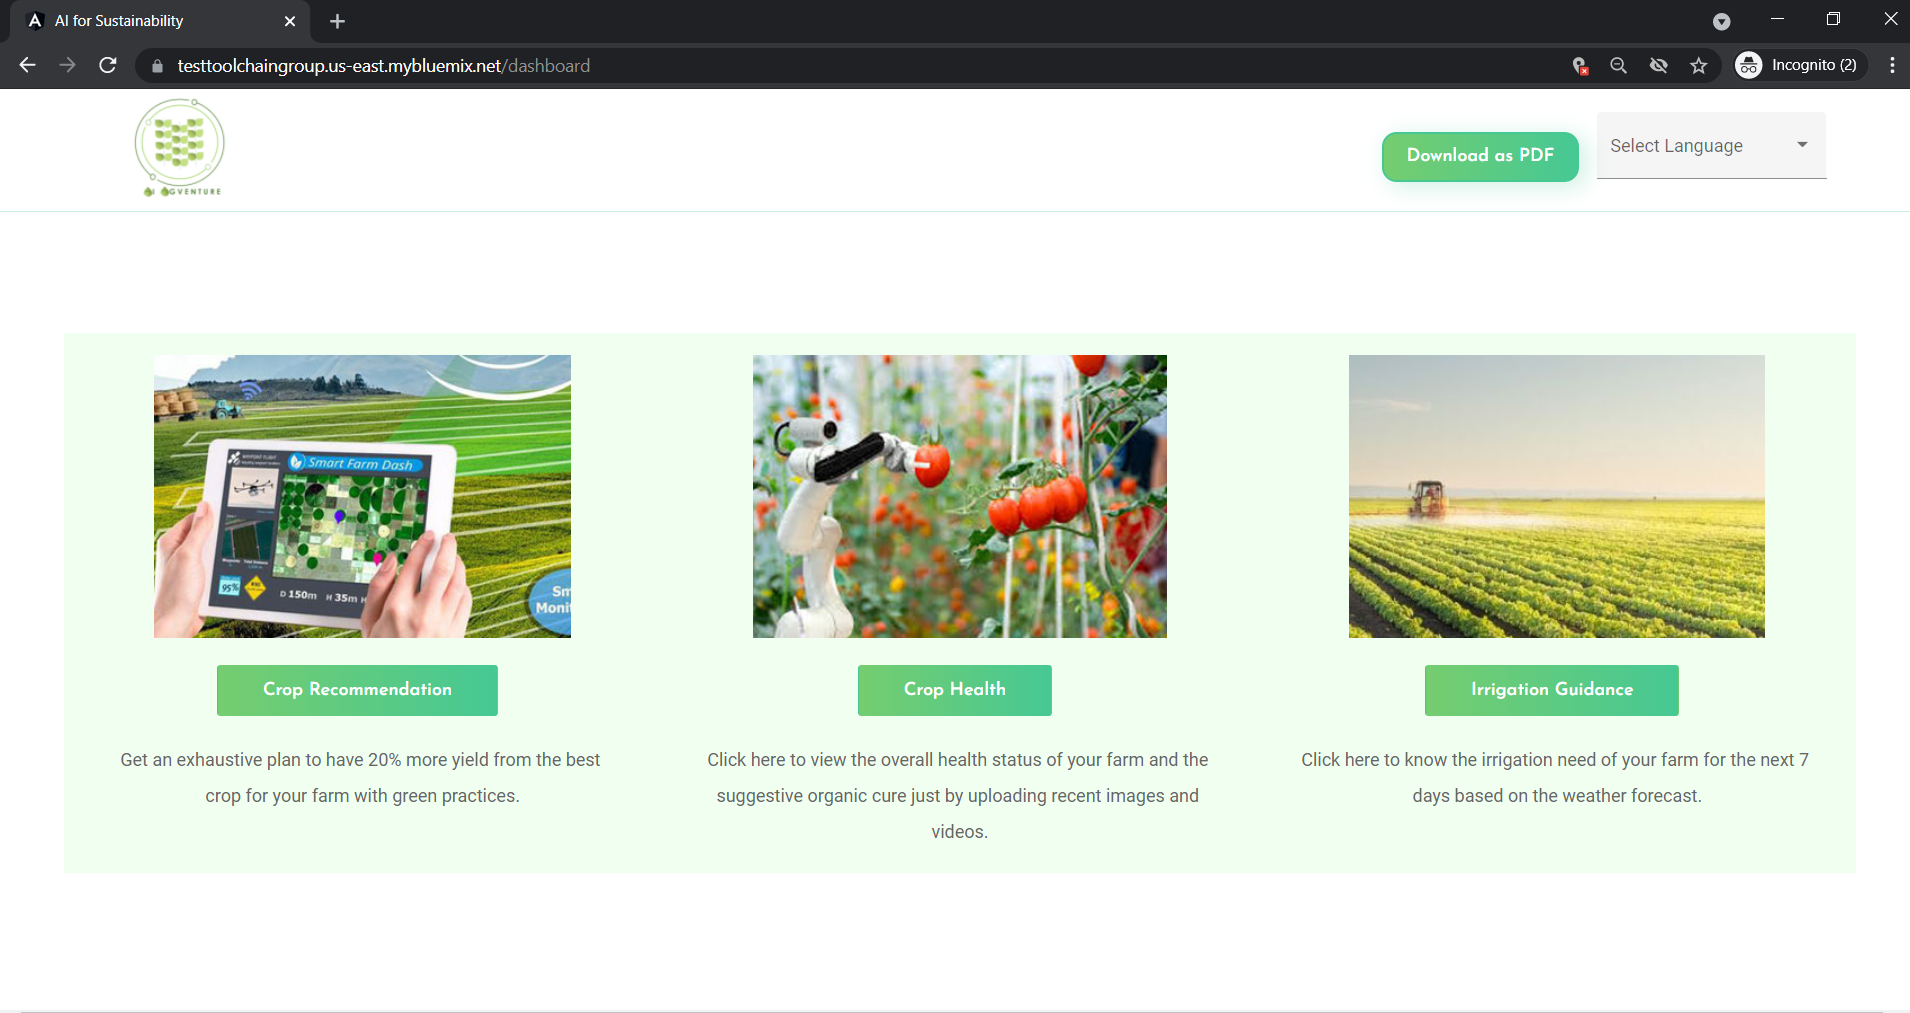 AI for Sustainability
testtoolchaingroup.us-east.mybluemix.net/dashboard
Incognito (2)
AI AGVENTURE
Download as PDF
Select Language
WAYPOINT FLIGHT
Smart Farm Dash
95%
D 150m H 35m H
Sm
Monit
Crop Recommendation
Crop Health
Irrigation Guidance
Get an exhaustive plan to have 20% more yield from the best
crop for your farm with green practices.
Click here to view the overall health status of your farm and the
suggestive organic cure just by uploading recent images and
videos.
Click here to know the irrigation need of your farm for the next 7
days based on the weather forecast.